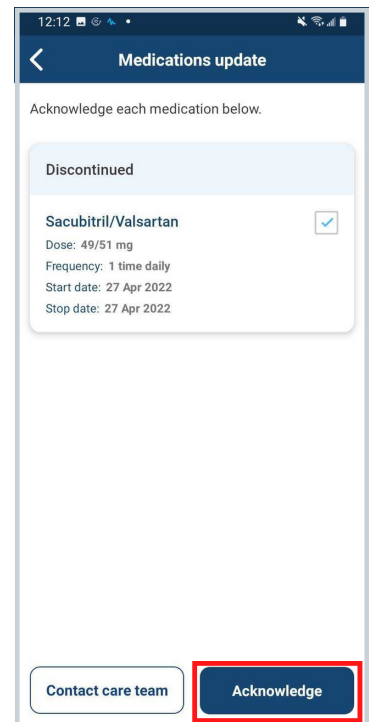 12:12
Medications update
Acknowledge each medication below.
Discontinued
Sacubitril/Valsartan
Dose: 49/51 mg
Frequency: 1 time daily
Start date: 27 Apr 2022
Stop date: 27 Apr 2022
Contact care team
Acknowledge